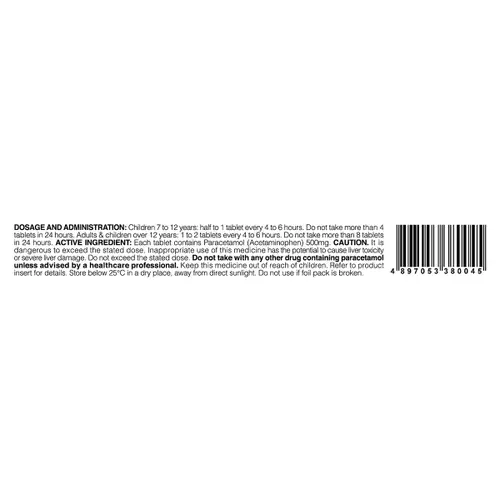 DOSAGE AND ADMINISTRATION: Children 7 to 12 years: half to 1 tablet every 4 to 6 hours. Do not take more than 4
tablets in 24 hours. Adults & children over 12 years: 1 to 2 tablets every 4 to 6 hours. Do not take more than 8 tablets
in 24 hours. ACTIVE INGREDIENT: Each tablet contains Paracetamol (Acetaminophen) 500mg. CAUTION. It is
dangerous to exceed the stated dose. Inappropriate use of this medicine has the potential to cause liver toxicity
or severe liver damage. Do not exceed the stated dose. Do not take with any other drug containing paracetamol
unless advised by a healthcare professional. Keep this medicine out of reach of children. Refer to product
insert for details. Store below 25°C in a dry place, away from direct sunlight. Do not use if foil pack is broken.
4 897053 380045